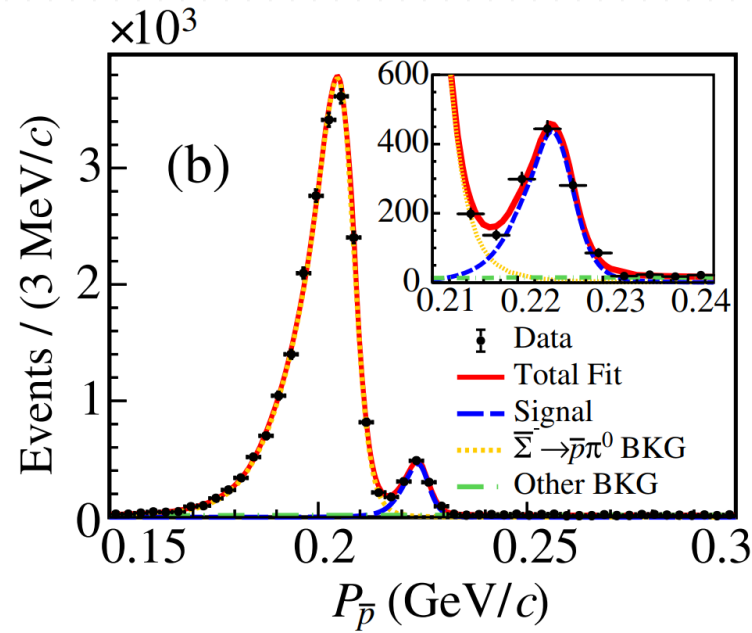 ×10³
Events / (3 MeV/c)
3
2
1
0
(b)
600
400
200
0
0.21 0.22 0.23 0.24
Data
Total Fit
Signal
Σ̅⁻→p̅π⁰ BKG
Other BKG
0.15 0.2 0.25 0.3
P_p̅ (GeV/c)